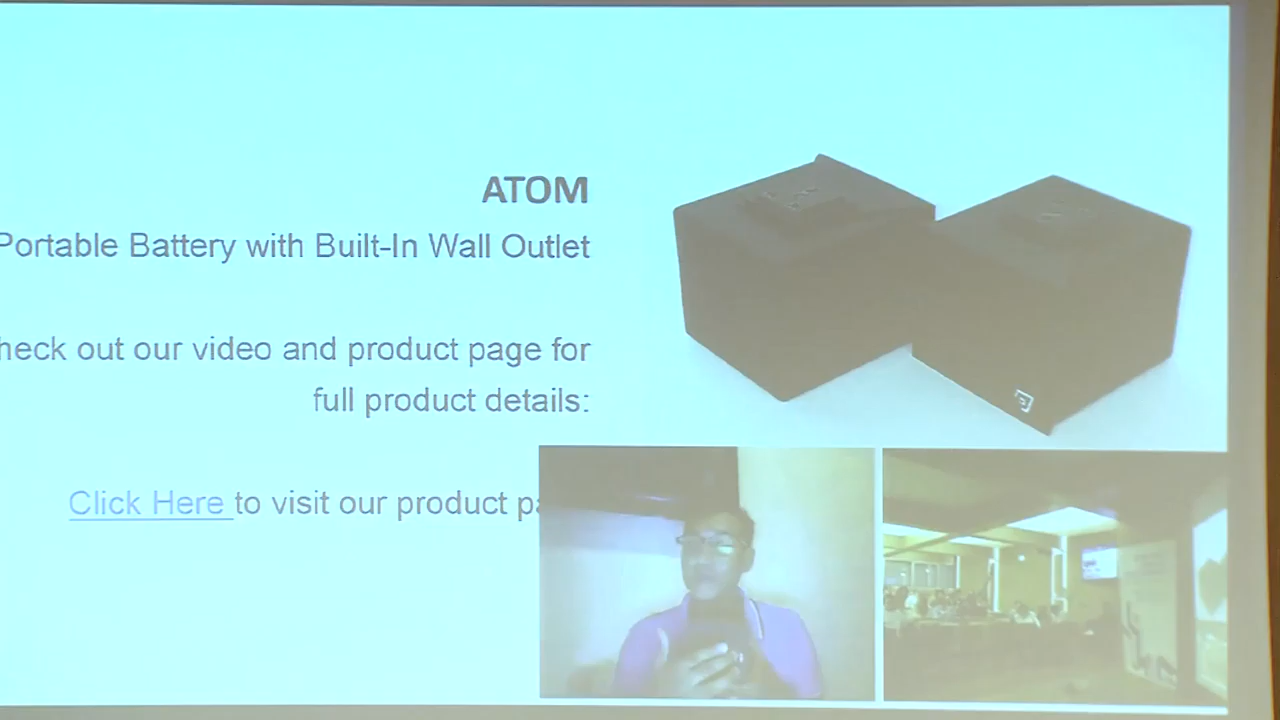 ATOM
Portable Battery with Built-In Wall Outlet
heck out our video and product page for
full product details:
Click Here to visit our product pa